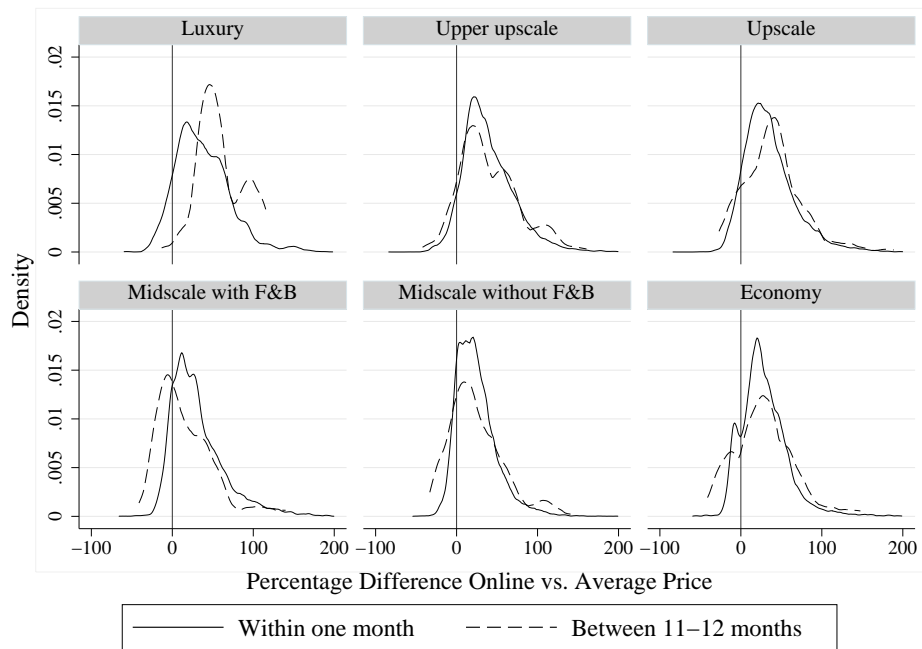 Luxury
Upper upscale
Upscale
0 .005 .01 .015 .02
Midscale with F&B
Midscale without F&B
Economy
0 .005 .01 .015 .02
Density
−100 0 100 200
−100 0 100 200
−100 0 100 200
Percentage Difference Online vs. Average Price
Within one month
Between 11−12 months